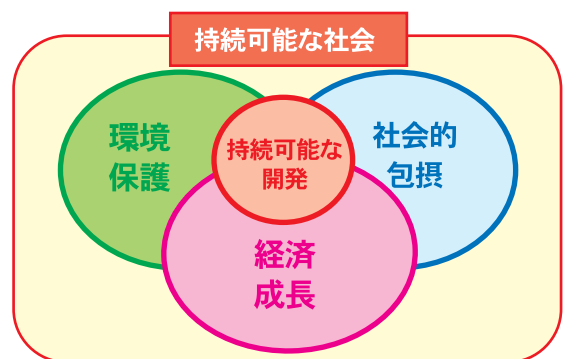 持続可能な社会
環境
保護
持続可能な
開発
社会的
包摂
経済
成長